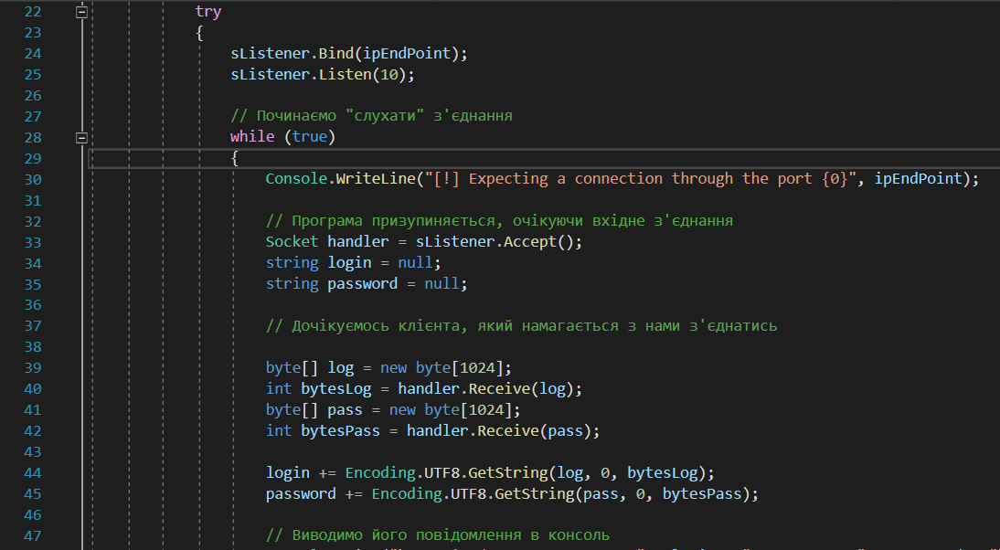 22 try
23 {
24 sListener.Bind(ipEndPoint);
25 sListener.Listen(10);
26
27 // Починаємо "слухати" з'єднання
28 while (true)
29 {
30 Console.WriteLine("[!] Expecting a connection through the port {0}", ipEndPoint);
31
32 // Програма призупиняється, очікуючи вхідне з'єднання
33 Socket handler = sListener.Accept();
34 string login = null;
35 string password = null;
36
37 // Дочікуємось клієнта, який намагається з нами з'єднатись
38
39 byte[] log = new byte[1024];
40 int bytesLog = handler.Receive(log);
41 byte[] pass = new byte[1024];
42 int bytesPass = handler.Receive(pass);
43
44 login += Encoding.UTF8.GetString(log, 0, bytesLog);
45 password += Encoding.UTF8.GetString(pass, 0, bytesPass);
46
47 // Виводимо його повідомлення в консоль